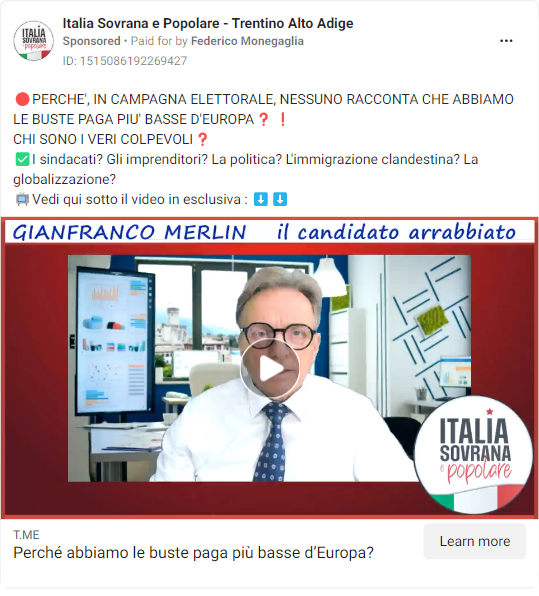 Italia Sovrana e Popolare - Trentino Alto Adige
Sponsored • Paid for by Federico Monegaglia
ID: 1515086192269427
🔴PERCHE', IN CAMPAGNA ELETTORALE, NESSUNO RACCONTA CHE ABBIAMO
LE BUSTE PAGA PIU' BASSE D'EUROPA❓ ❗
CHI SONO I VERI COLPEVOLI❓
✅I sindacati? Gli imprenditori? La politica? L'immigrazione clandestina? La
globalizzazione?
📺Vedi qui sotto il video in esclusiva : ⬇️⬇️
GIANFRANCO MERLIN il candidato arrabbiato
ITALIA
SOVRANA
e popolare
T.ME
Perché abbiamo le buste paga più basse d'Europa?
Learn more
ITALIA
SOVRANA
e popolare